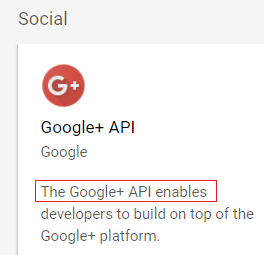 Social
G+
Google+ API
Google
The Google+ API enables
developers to build on top of the
Google+ platform.